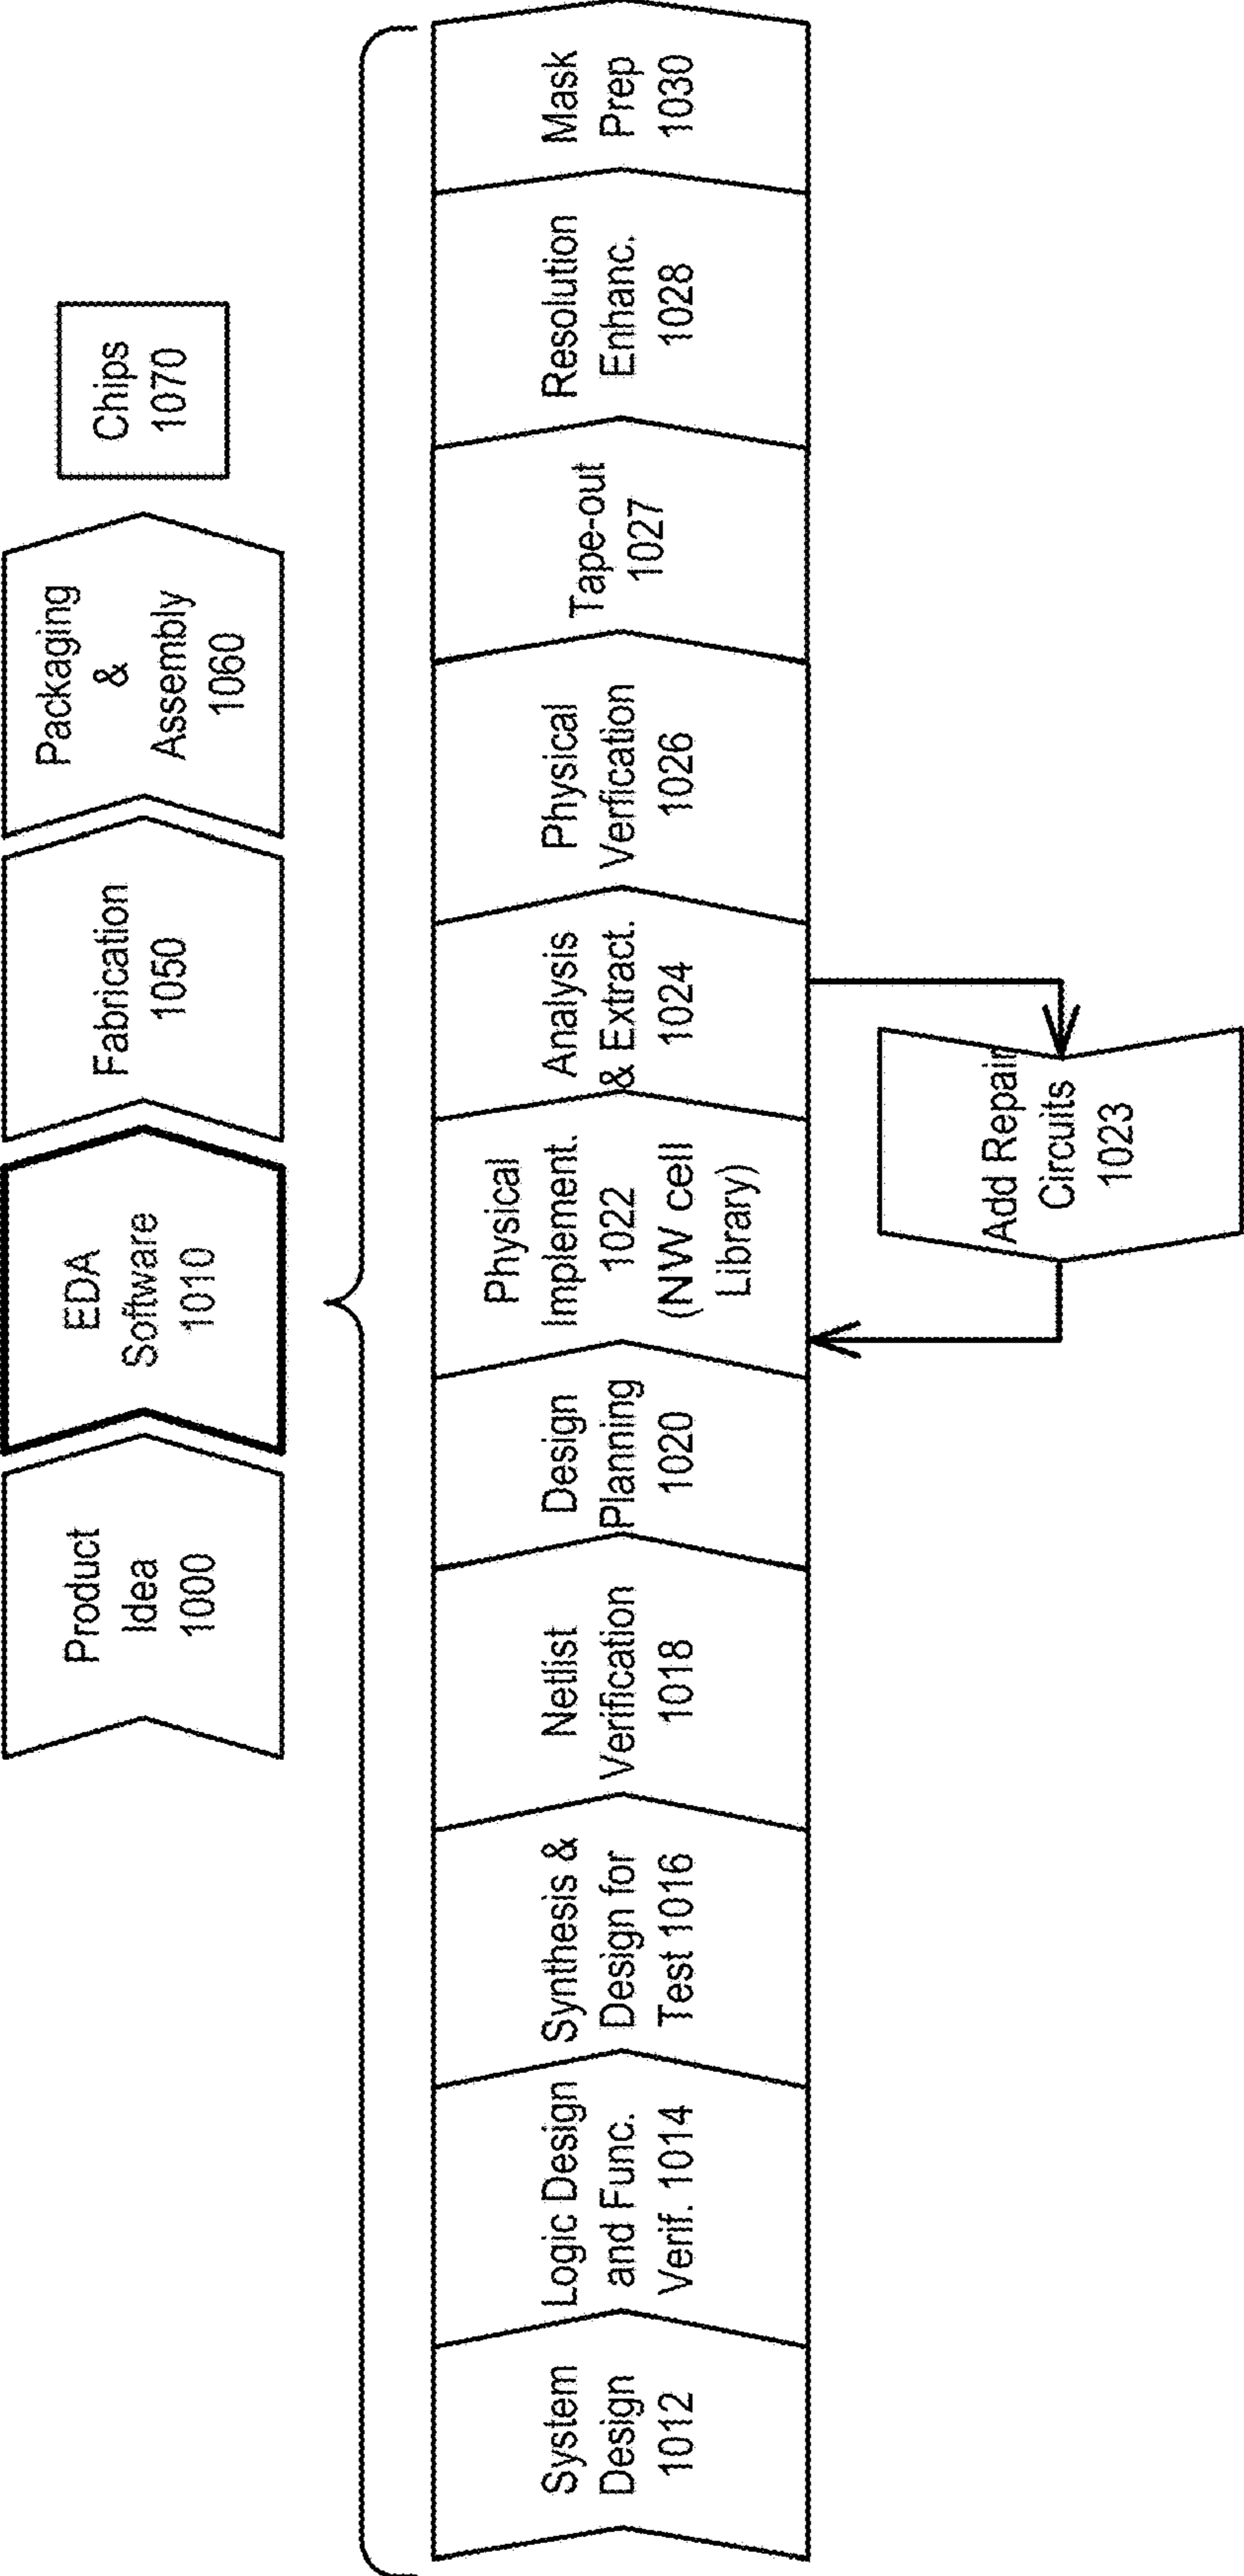 Product
Idea
1000
EDA
Software
1010
Fabrication
1050
Packaging
&
Assembly
1060
Chips
1070
System
Design
1012
Logic Design
and Func.
Verif. 1014
Synthesis &
Design for
Test 1016
Netlist
Verification
1018
Design
Planning
1020
Physical
Implement.
1022
(NW cell
Library)
Analysis
& Extract.
1024
Physical
Verfication
1026
Tape-out
1027
Resolution
Enhanc.
1028
Mask
Prep
1030
Add Repair
Circuits
1023